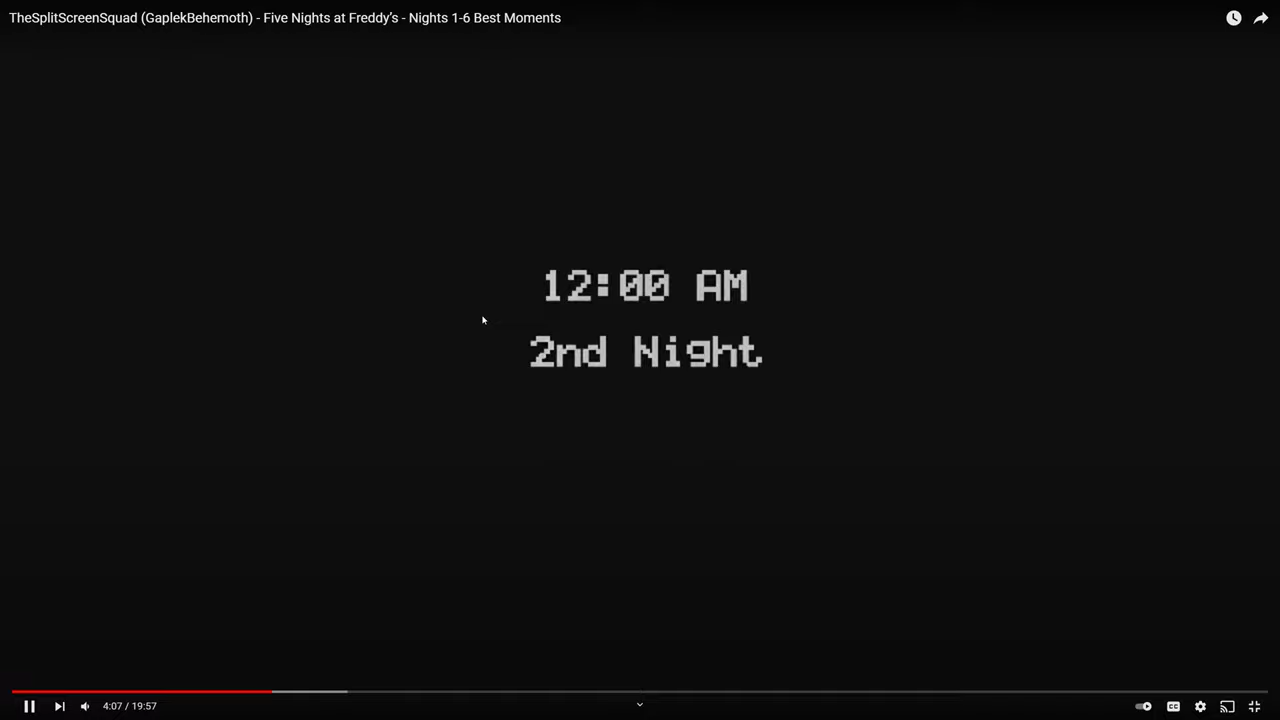 TheSplitScreenSquad (GaplekBehemoth) - Five Nights at Freddy’s - Nights 1-6 Best Moments
12:00 AM
2nd Night
4:07 / 19:57
CC